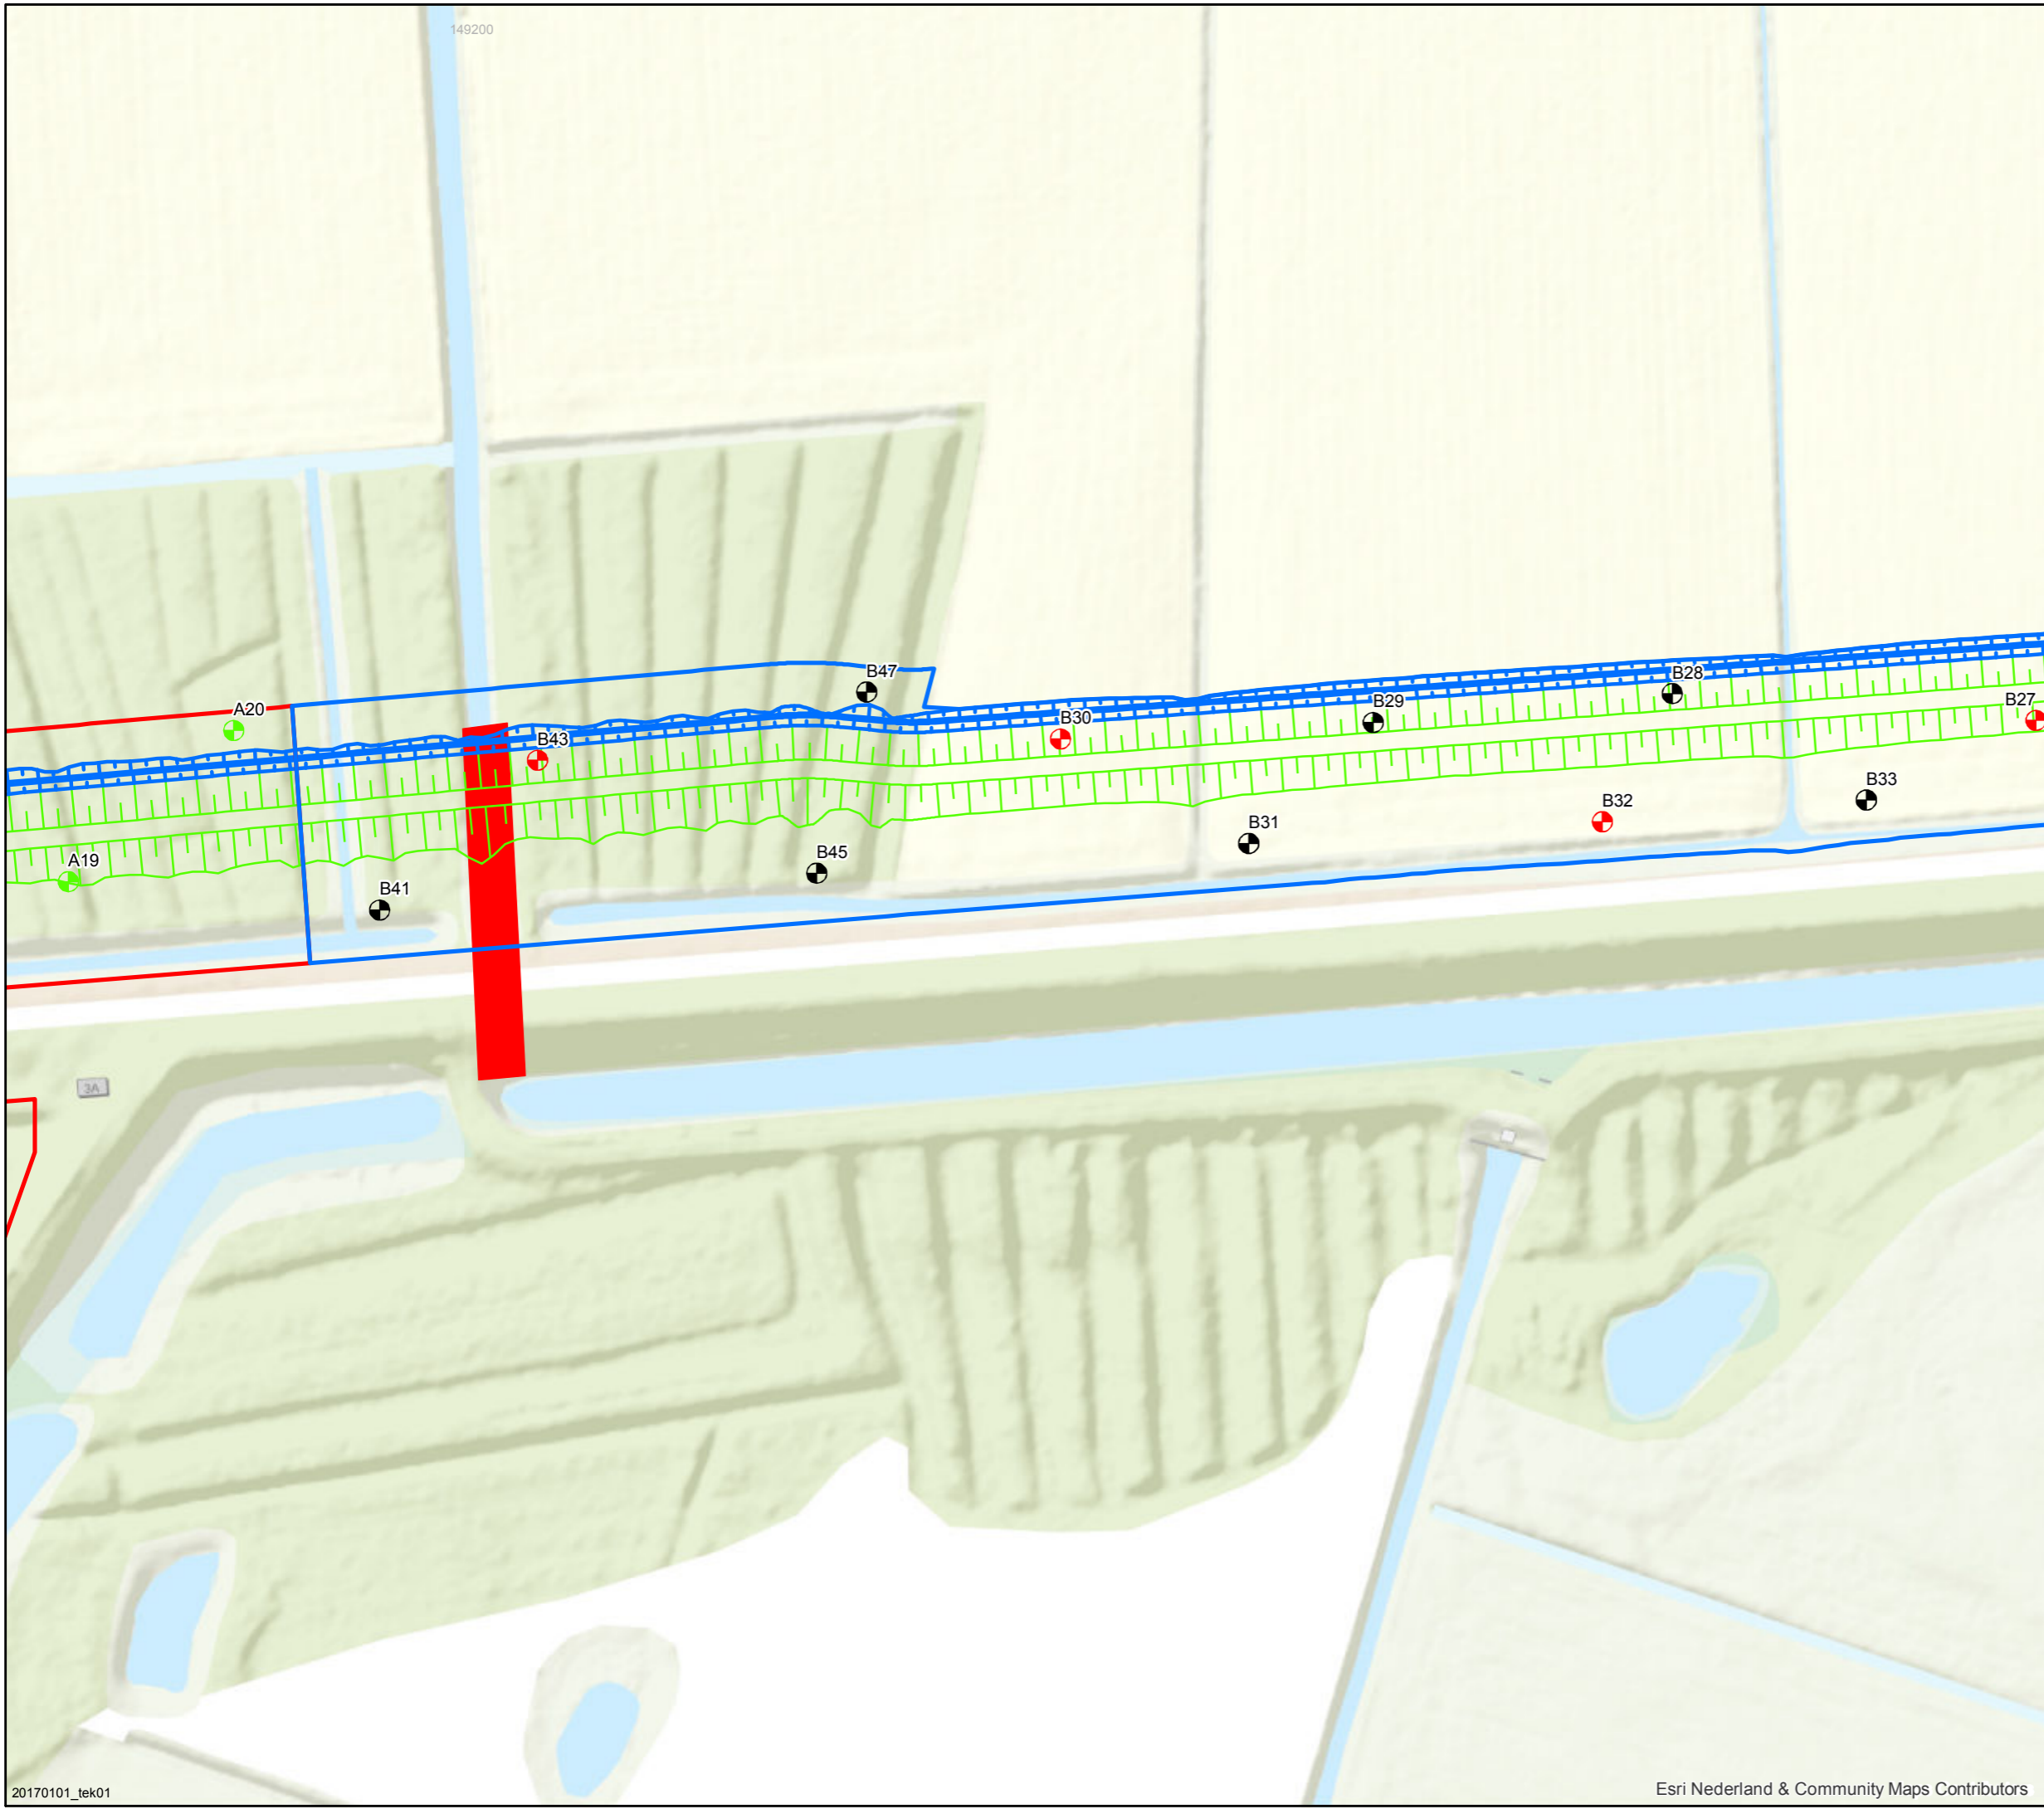 149200
B47
B28
B29
B27
A20
B30
B43
B33
B32
B31
B45
A19
B41
3A
20170101_tek01
Esri Nederland & Community Maps Contributors